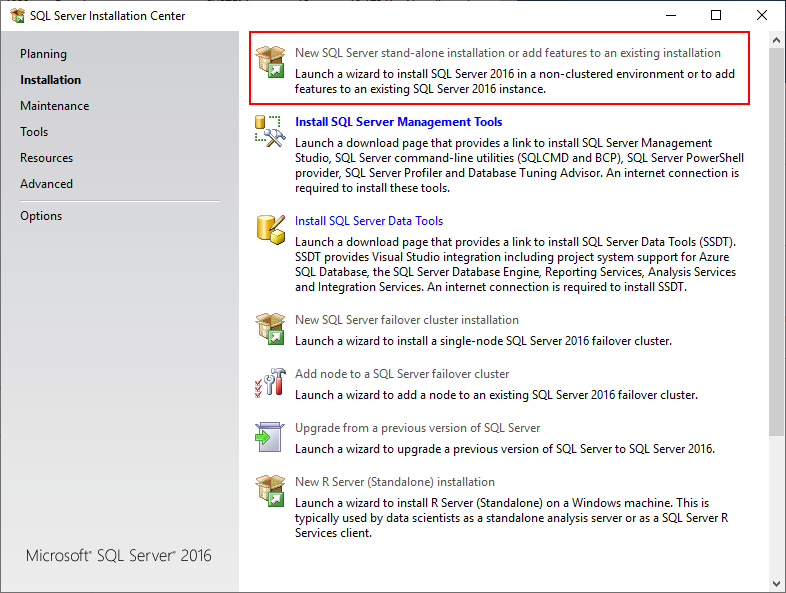 SQL Server Installation Center
Planning
Installation
Maintenance
Tools
Resources
Advanced
Options
Microsoft® SQL Server® 2016
New SQL Server stand-alone installation or add features to an existing installation
Launch a wizard to install SQL Server 2016 in a non-clustered environment or to add
features to an existing SQL Server 2016 instance.
Install SQL Server Management Tools
Launch a download page that provides a link to install SQL Server Management
Studio, SQL Server command-line utilities (SQLCMD and BCP), SQL Server PowerShell
provider, SQL Server Profiler and Database Tuning Advisor. An internet connection is
required to install these tools.
Install SQL Server Data Tools
Launch a download page that provides a link to install SQL Server Data Tools (SSDT).
SSDT provides Visual Studio integration including project system support for Azure
SQL Database, the SQL Server Database Engine, Reporting Services, Analysis Services
and Integration Services. An internet connection is required to install SSDT.
New SQL Server failover cluster installation
Launch a wizard to install a single-node SQL Server 2016 failover cluster.
Add node to a SQL Server failover cluster
Launch a wizard to add a node to an existing SQL Server 2016 failover cluster.
Upgrade from a previous version of SQL Server
Launch a wizard to upgrade a previous version of SQL Server to SQL Server 2016.
New R Server (Standalone) installation
Launch a wizard to install R Server (Standalone) on a Windows machine. This is
typically used by data scientists as a standalone analysis server or as a SQL Server R
Services client.